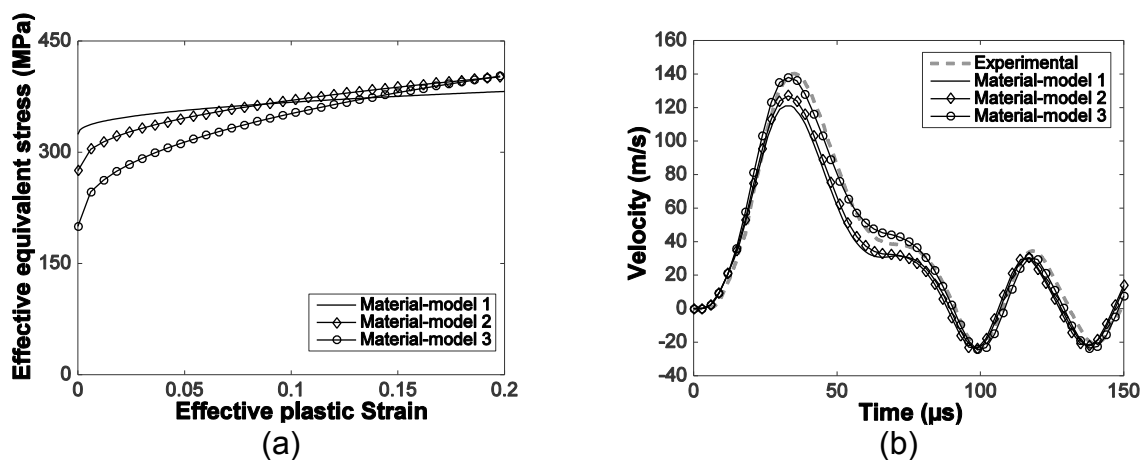 Effective equivalent stress (MPa)
450
300
150
0
0
0.05
0.1
0.15
0.2
Material-model 1
Material-model 2
Material-model 3
Effective plastic Strain
(a)
Velocity (m/s)
160
140
120
100
80
60
40
20
0
-20
-40
0
50
100
150
Experimental
Material-model 1
Material-model 2
Material-model 3
Time (µs)
(b)